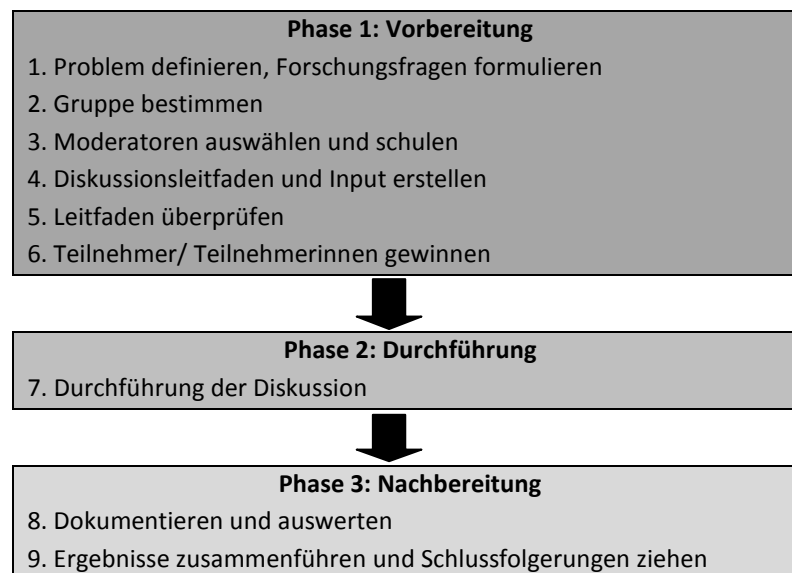 Phase 1: Vorbereitung
1. Problem definieren, Forschungsfragen formulieren
2. Gruppe bestimmen
3. Moderatoren auswählen und schulen
4. Diskussionsleitfaden und Input erstellen
5. Leitfaden überprüfen
6. Teilnehmer/ Teilnehmerinnen gewinnen
Phase 2: Durchführung
7. Durchführung der Diskussion
Phase 3: Nachbereitung
8. Dokumentieren und auswerten
9. Ergebnisse zusammenführen und Schlussfolgerungen ziehen